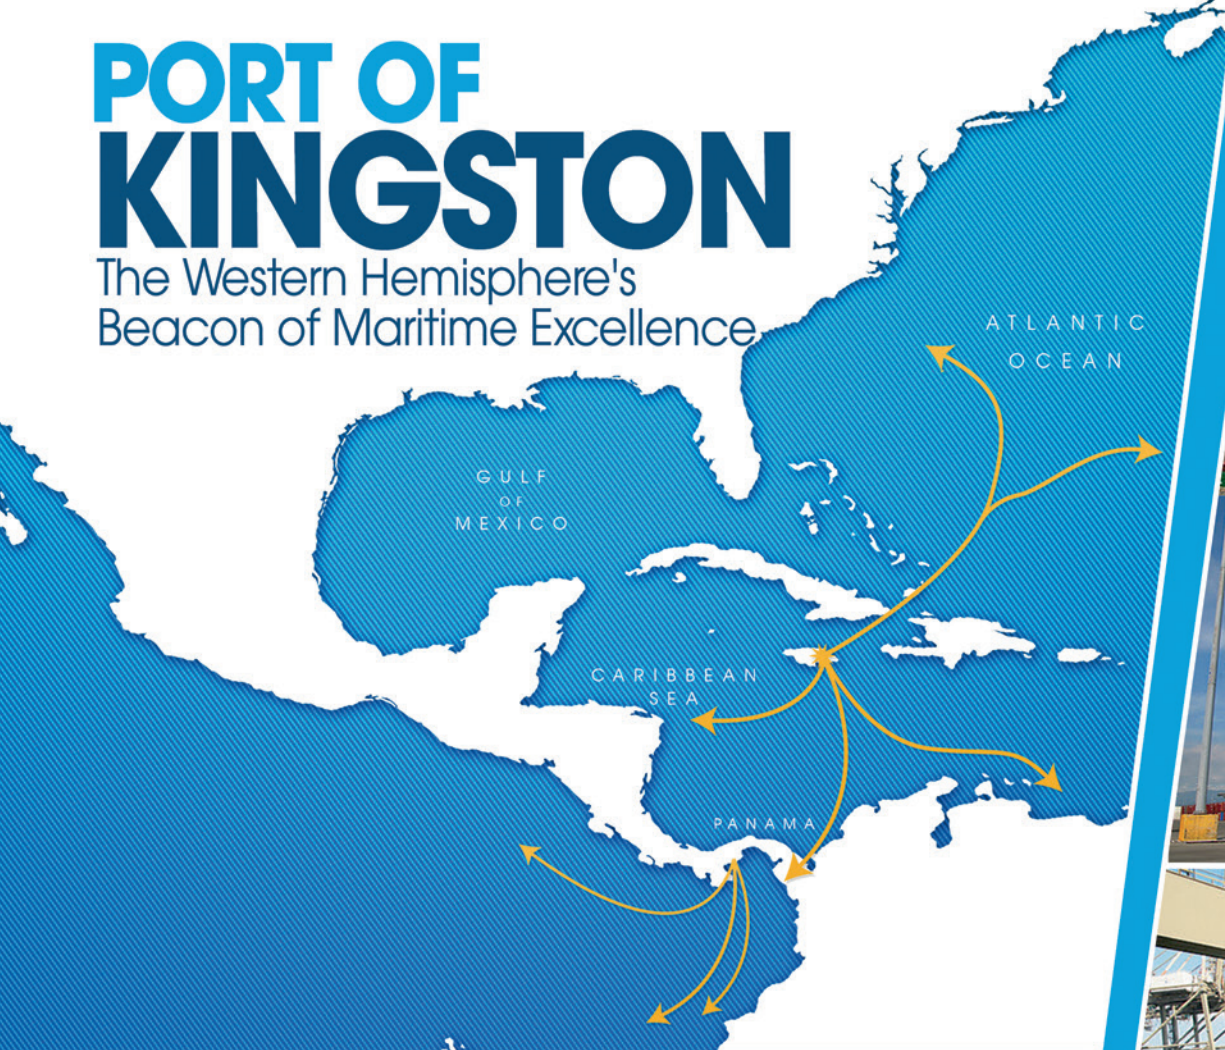 PORT OF
KINGSTON
The Western Hemisphere's
Beacon of Maritime Excellence
ATLANTIC
OCEAN
GULF
OF
MEXICO
CARIBBEAN
SEA
PANAMA